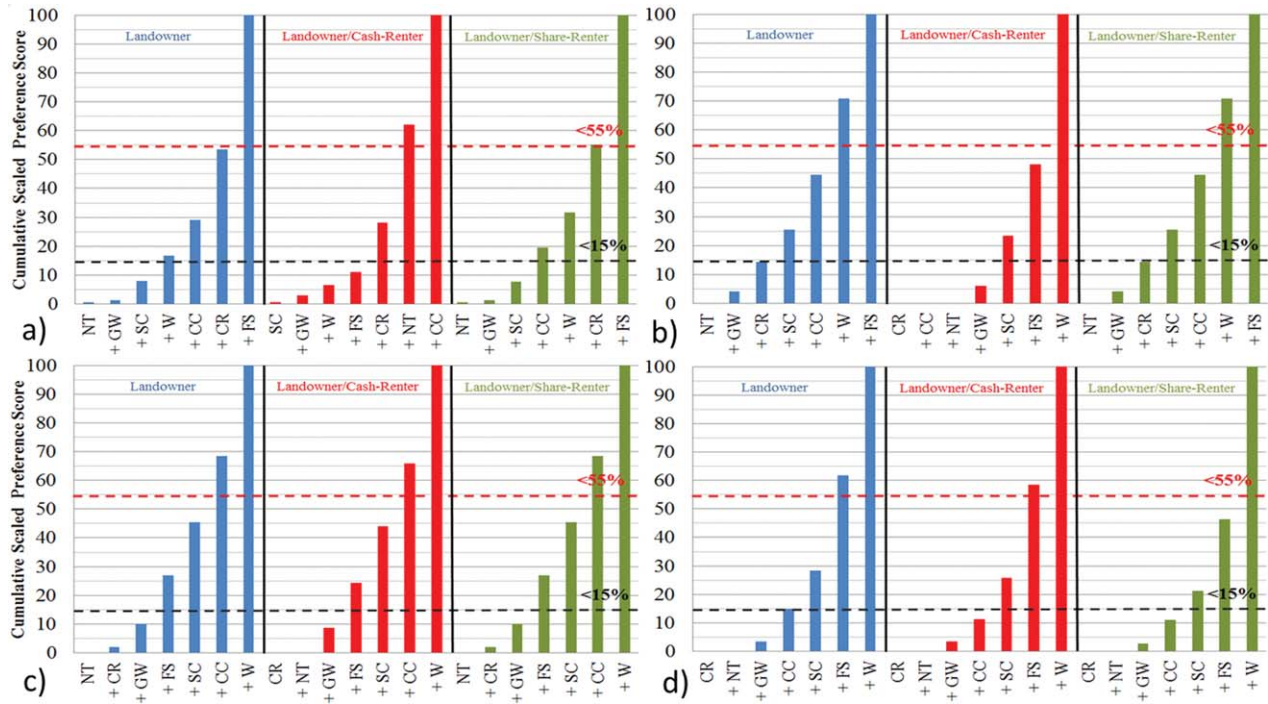 Cumulative Scaled Preference Score
100
90
80
70
60
50
40
30
20
10
0
Landowner
Landowner/Cash-Renter
Landowner/Share-Renter
<55%
<15%
NT
+ GW
+ SC
+ W
+ CC
+ CR
+ FS
SC
+ GW
+ W
+ FS
+ CR
+ NT
+ CC
NT
+ GW
+ SC
+ CC
+ W
+ CR
+ FS
a)
100
90
80
70
60
50
40
30
20
10
0
Landowner
Landowner/Cash-Renter
Landowner/Share-Renter
<55%
<15%
NT
+ GW
+ CR
+ SC
+ CC
+ W
+ FS
CR
+ CC
+ NT
+ GW
+ SC
+ FS
+ W
NT
+ GW
+ CR
+ SC
+ CC
+ W
+ FS
b)
Cumulative Scaled Preference Score
100
90
80
70
60
50
40
30
20
10
0
Landowner
Landowner/Cash-Renter
Landowner/Share-Renter
<55%
<15%
NT
+ CR
+ GW
+ FS
+ SC
+ CC
+ W
CR
+ NT
+ GW
+ FS
+ SC
+ CC
+ W
NT
+ CR
+ GW
+ FS
+ SC
+ CC
+ W
c)
100
90
80
70
60
50
40
30
20
10
0
Landowner
Landowner/Cash-Renter
Landowner/Share-Renter
<55%
<15%
CR
+ NT
+ GW
+ CC
+ SC
+ FS
+ W
CR
+ NT
+ GW
+ CC
+ SC
+ FS
+ W
CR
+ NT
+ GW
+ CC
+ SC
+ FS
+ W
d)